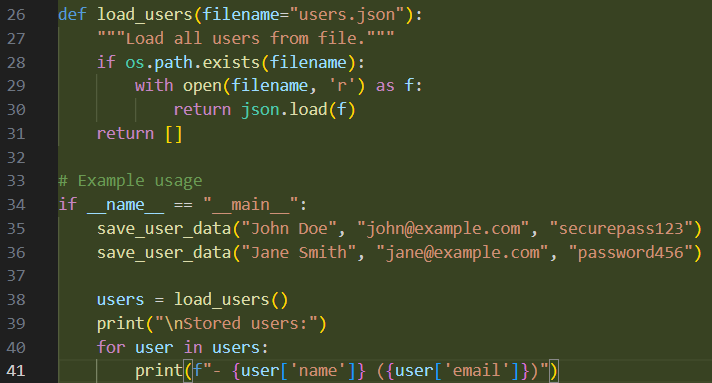 26 def load_users(filename="users.json"):
27     """Load all users from file."""
28     if os.path.exists(filename):
29         with open(filename, 'r') as f:
30             return json.load(f)
31     return []
32
33 # Example usage
34 if __name__ == "__main__":
35     save_user_data("John Doe", "john@example.com", "securepass123")
36     save_user_data("Jane Smith", "jane@example.com", "password456")
37
38     users = load_users()
39     print("\nStored users:")
40     for user in users:
41         print(f"- {user['name']} ({user['email']})")